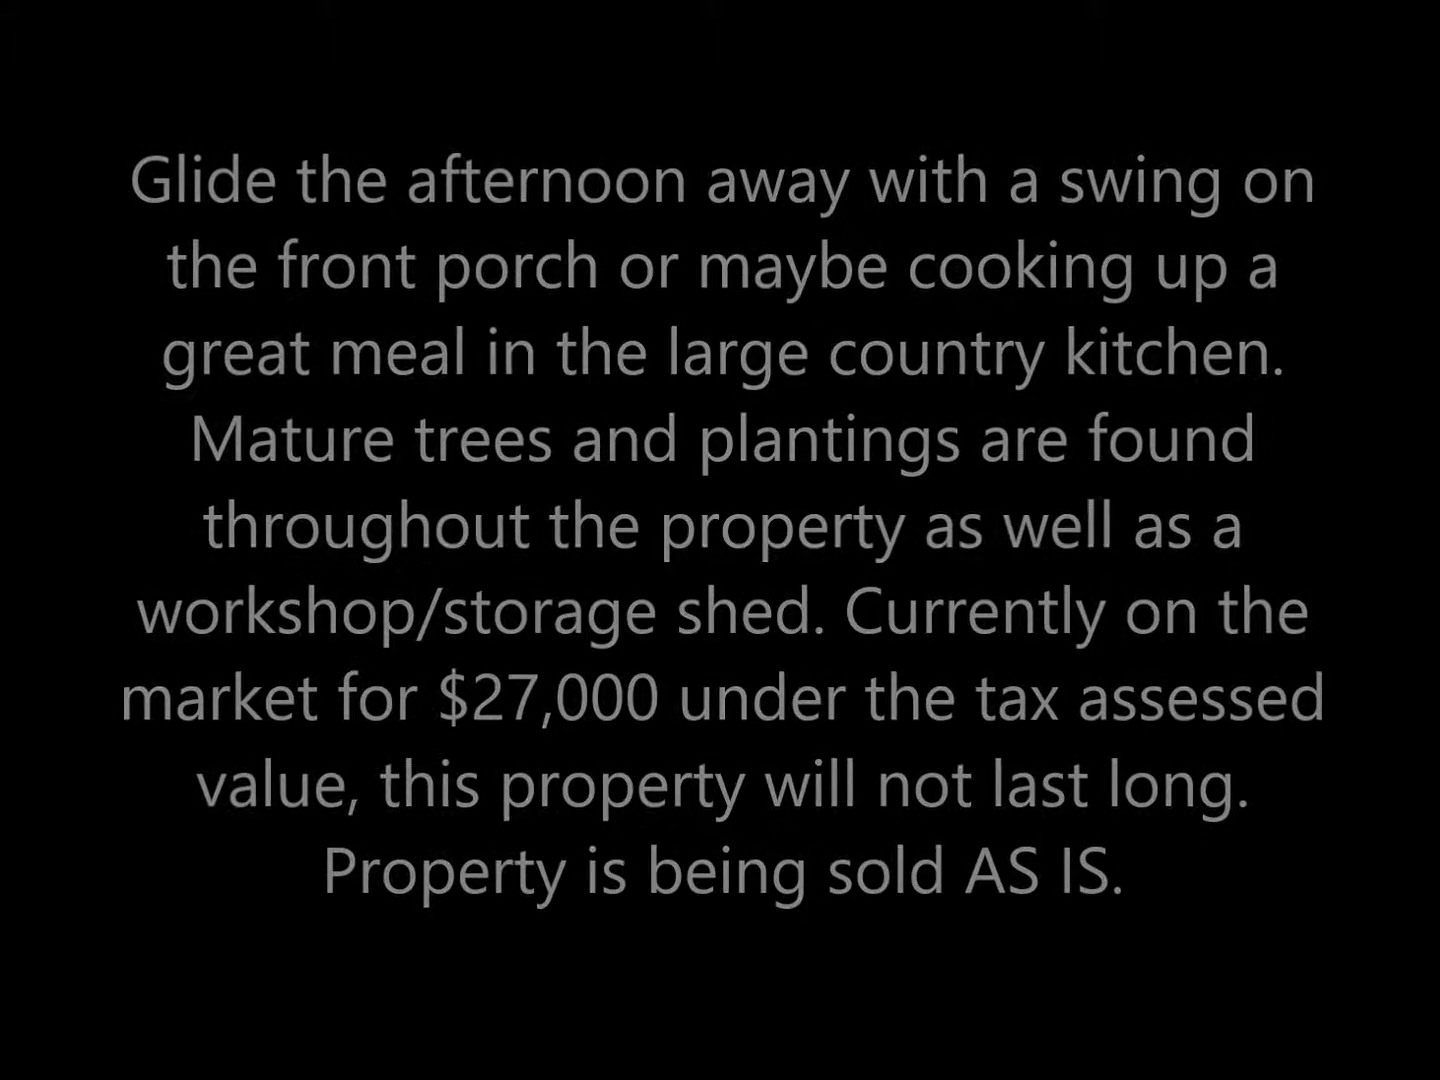 Glide the afternoon away with a swing on
the front porch or maybe cooking up a
great meal in the large country kitchen.
Mature trees and plantings are found
throughout the property as well as a
workshop/storage shed. Currently on the
market for $27,000 under the tax assessed
value, this property will not last long.
Property is being sold AS IS.